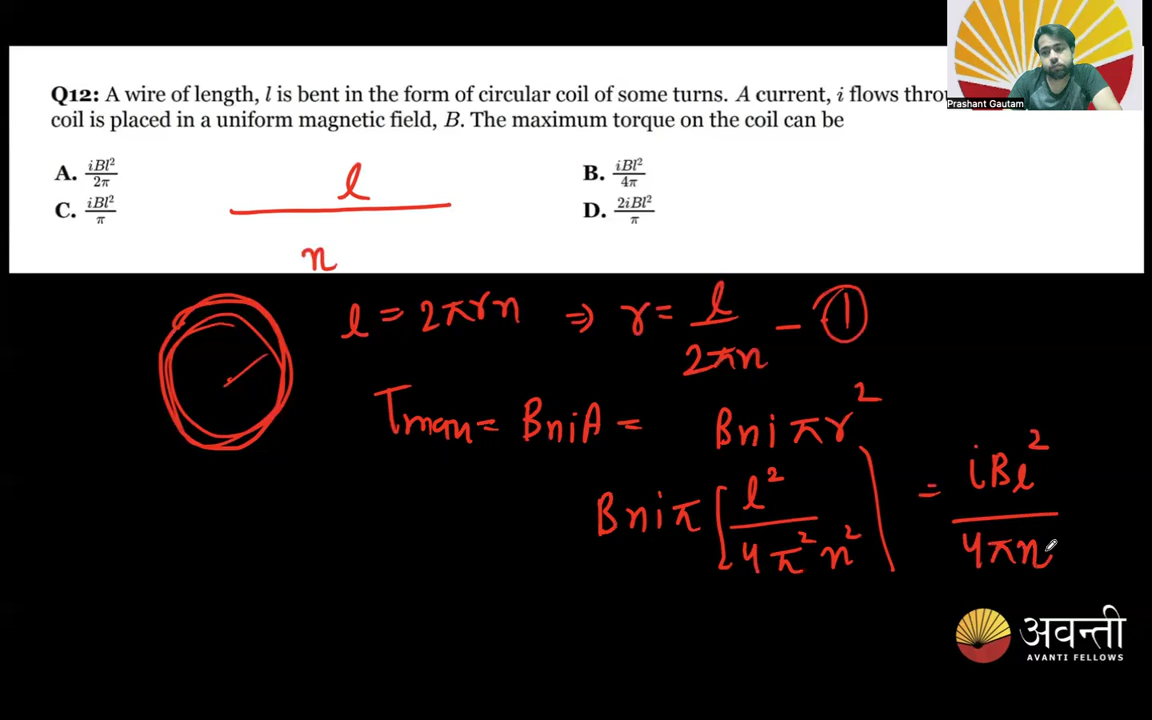 Prashant Gautam
Q12: A wire of length, l is bent in the form of circular coil of some turns. A current, i flows thro
coil is placed in a uniform magnetic field, B. The maximum torque on the coil can be
A. iBl²/2π
B. iBl²/4π
C. iBl²/π
D. 2iBl²/π
l
n
l = 2πrn ⇒ r = l/2πn - ①
Tmax = BniA = Bniπr²
Bniπ[l²/4π²n²] = iBl²/4πn
अवन्ती
AVANTI FELLOWS